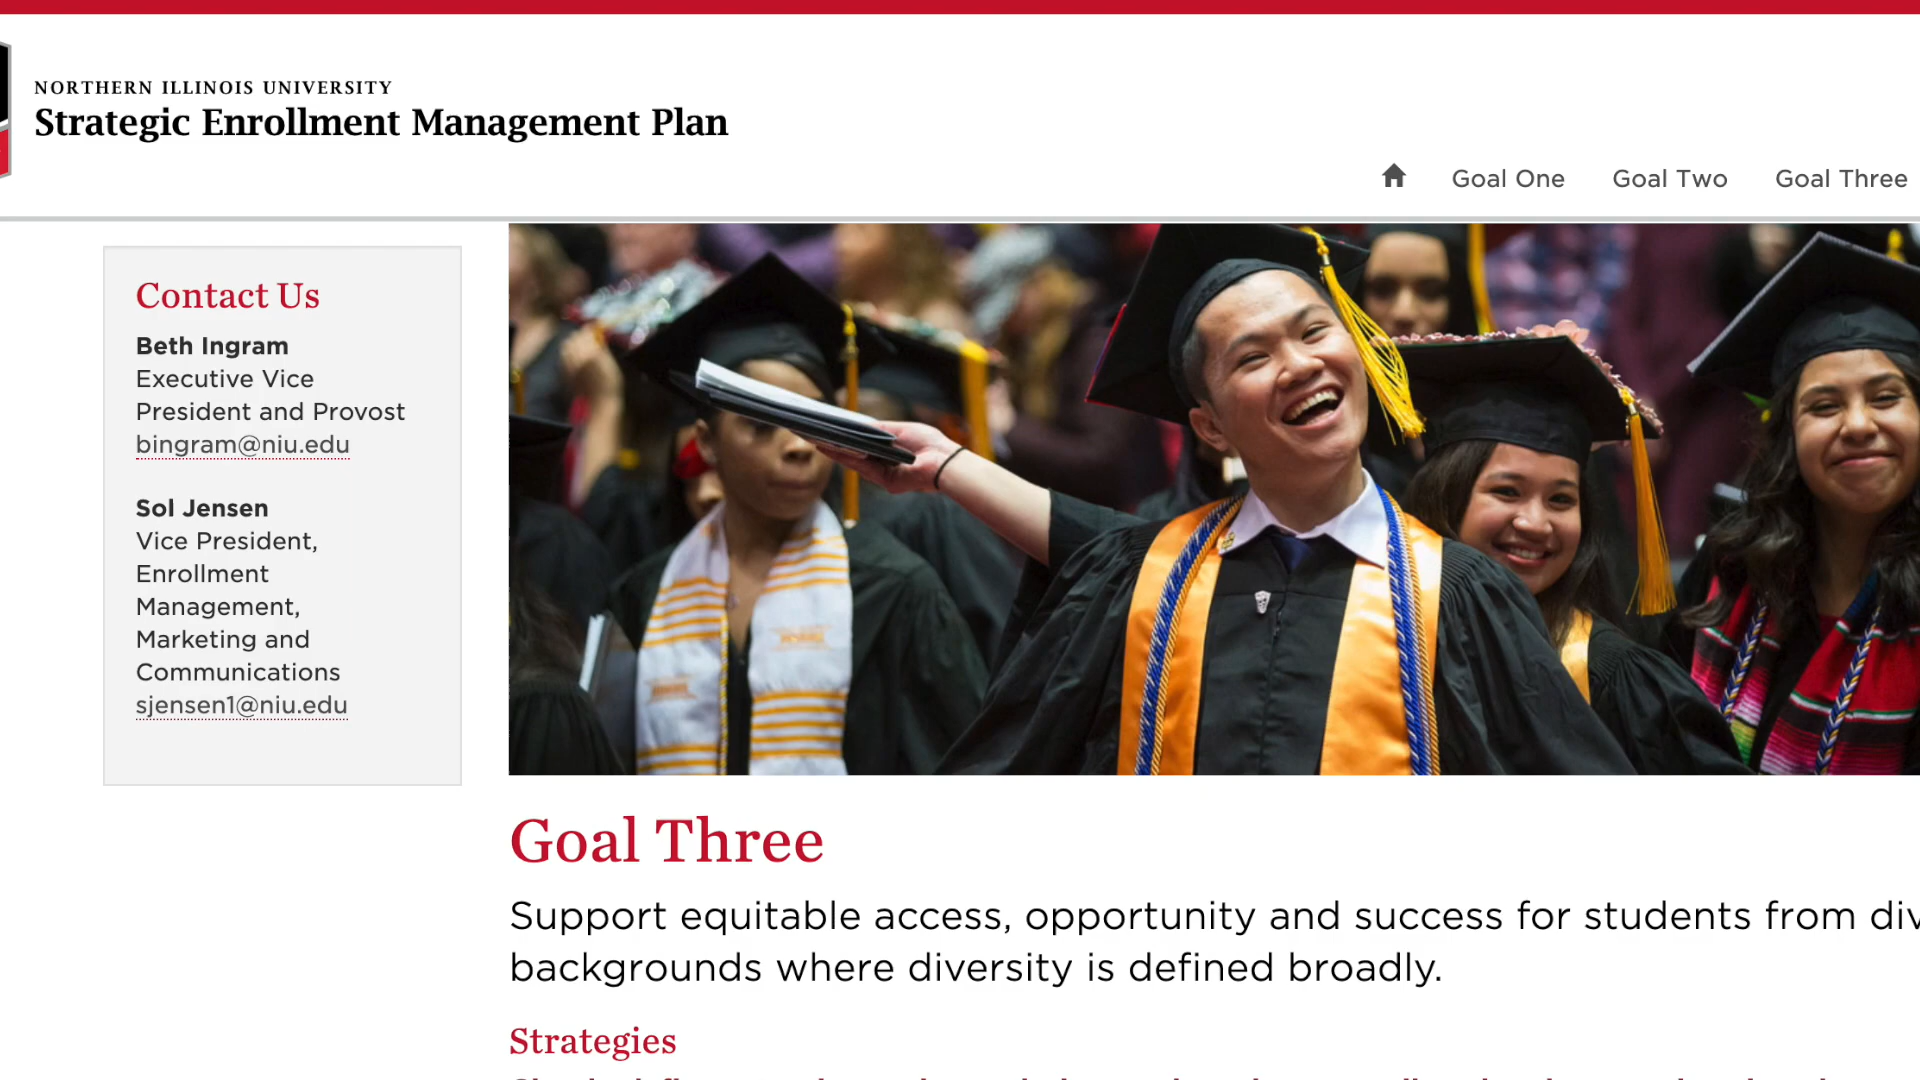 NORTHERN ILLINOIS UNIVERSITY
Strategic Enrollment Management Plan
Goal One
Goal Two
Goal Three
Contact Us
Beth Ingram
Executive Vice
President and Provost
bingram@niu.edu
Sol Jensen
Vice President,
Enrollment
Management,
Marketing and
Communications
sjensen1@niu.edu
Goal Three
Support equitable access, opportunity and success for students from div
backgrounds where diversity is defined broadly.
Strategies